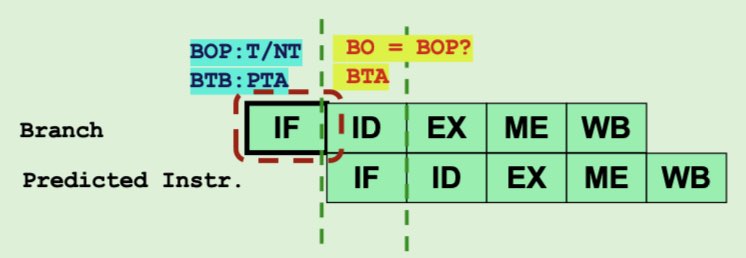 BOP:T/NT BO = BOP?
BTB:PTA BTA
Branch IF ID EX ME WB
Predicted Instr. IF ID EX ME WB